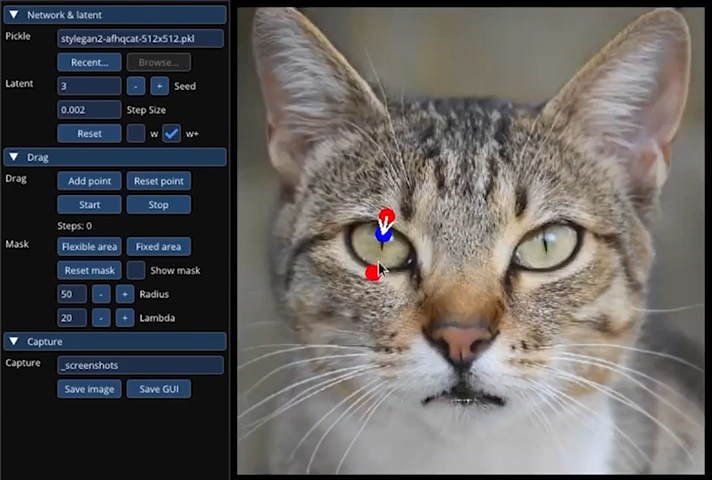 Network & latent
Pickle stylegan2-afhqcat-512x512.pkl
Recent... Browse...
Latent 3 - + Seed
0.002 Step Size
Reset w w+
Drag
Drag Add point Reset point
Start Stop
Steps: 0
Mask Flexible area Fixed area
Reset mask Show mask
50 - + Radius
20 - + Lambda
Capture
Capture _screenshots
Save image Save GUI